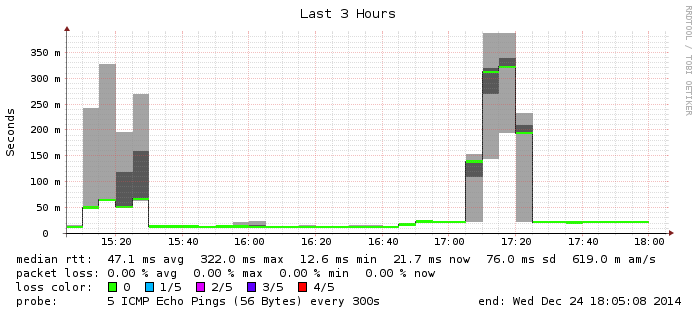 Last 3 Hours
RRDTOOL / TOBI OETIKER
Seconds
350 m
300 m
250 m
200 m
150 m
100 m
50 m
0
15:20 15:40 16:00 16:20 16:40 17:00 17:20 17:40 18:00
median rtt: 47.1 ms avg 322.0 ms max 12.6 ms min 21.7 ms now 76.0 ms sd 619.0 m am/s
packet loss: 0.00 % avg 0.00 % max 0.00 % min 0.00 % now
loss color: 0 1/5 2/5 3/5 4/5
probe: 5 ICMP Echo Pings (56 Bytes) every 300s end: Wed Dec 24 18:05:08 2014